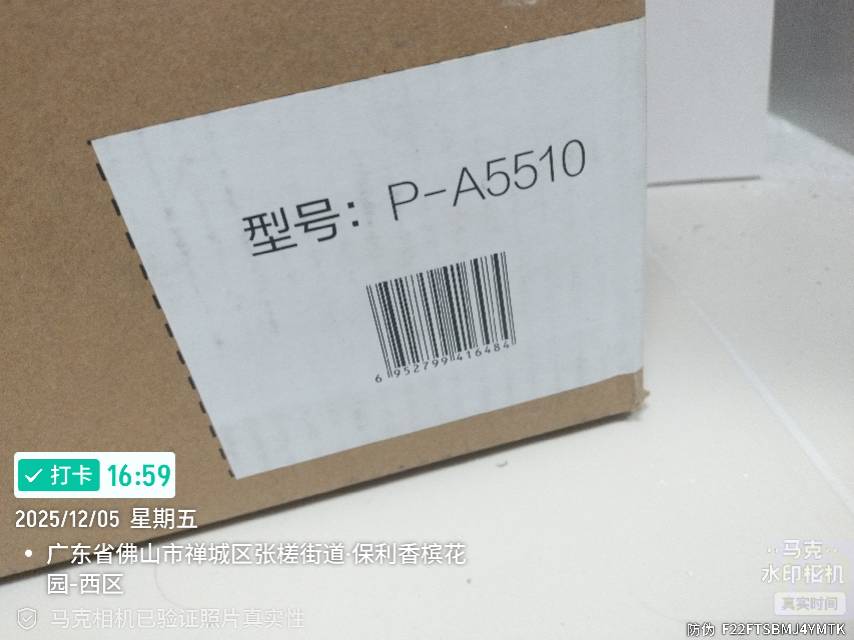 型号：P-A5510
6 952799 416484
打卡 16:59
2025/12/05 星期五
广东省佛山市禅城区张槎街道·保利香槟花
园-西区
马克相机已验证照片真实性
马克
水印相机
真实时间
防伪 F22FTSBMJ4YMTK